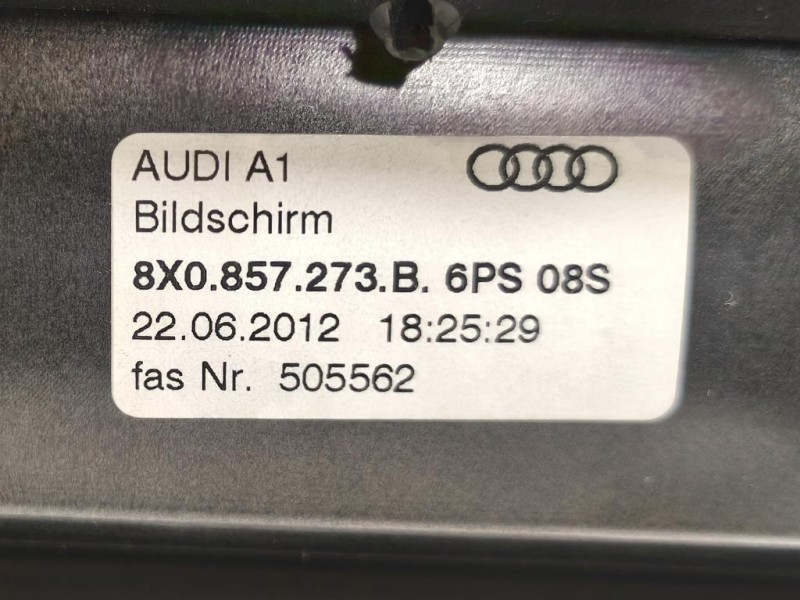 AUDI A1
Bildschirm
8X0.857.273.B. 6PS 08S
22.06.2012 18:25:29
fas Nr. 505562